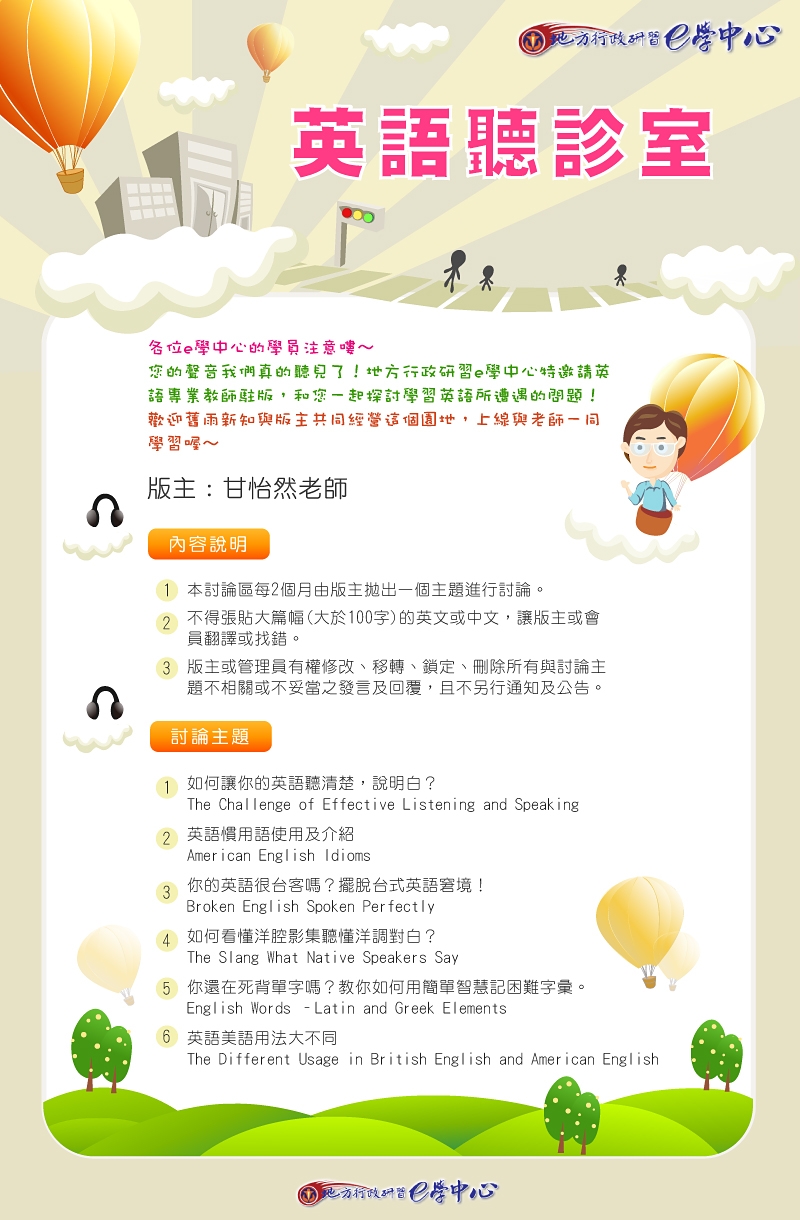 地方行政研習e學中心
英語聽診室
各位e學中心的學員注意嘍～
您的聲音我們真的聽見了！地方行政研習e學中心特邀請英
語專業教師駐版，和您一起探討學習英語所遭遇的問題！
歡迎舊雨新知與版主共同經營這個園地，上線與老師一同
學習喔～
版主：甘怡然老師
內容說明
1 本討論區每2個月由版主拋出一個主題進行討論。
2 不得張貼大篇幅(大於100字)的英文或中文，讓版主或會
員翻譯或找錯。
3 版主或管理員有權修改、移轉、鎖定、刪除所有與討論主
題不相關或不妥當之發言及回覆，且不另行通知及公告。
討論主題
1 如何讓你的英語聽清楚，說明白？
The Challenge of Effective Listening and Speaking
2 英語慣用語使用及介紹
American English Idioms
3 你的英語很台客嗎？擺脫台式英語窘境！
Broken English Spoken Perfectly
4 如何看懂洋腔影集聽懂洋調對白？
The Slang What Native Speakers Say
5 你還在死背單字嗎？教你如何用簡單智慧記困難字彙。
English Words –Latin and Greek Elements
6 英語美語用法大不同
The Different Usage in British English and American English
地方行政研習e學中心